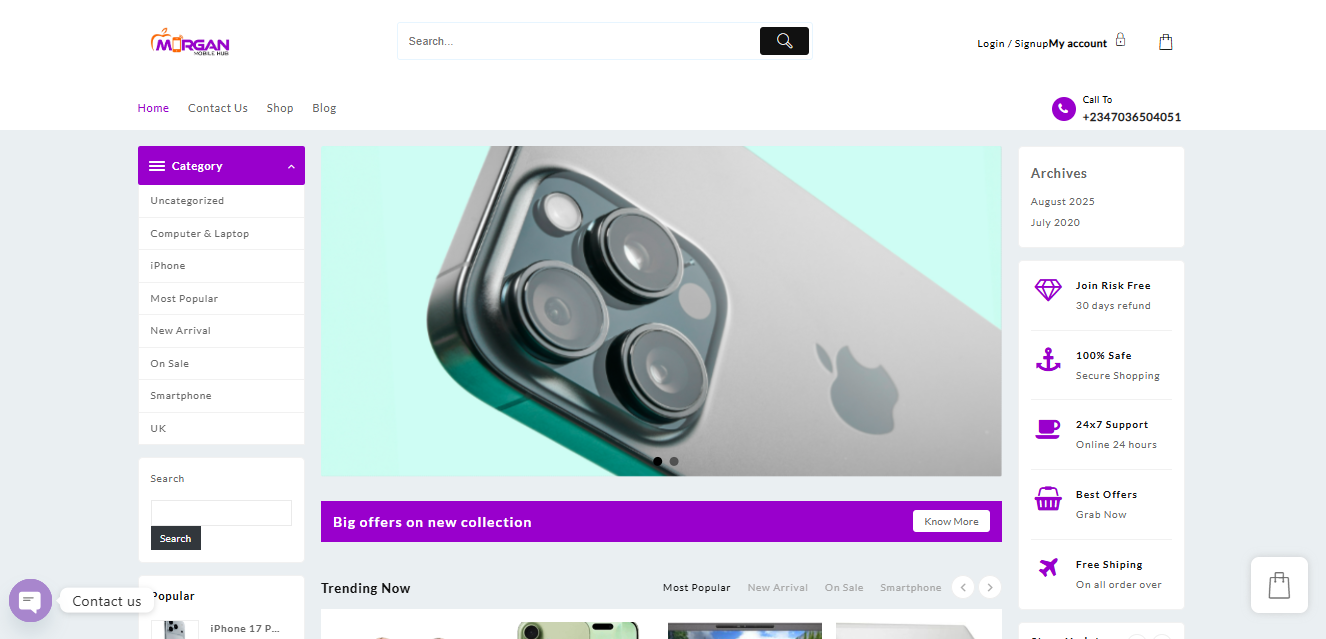 MORGAN
MOBILE HUB
Search...
Login / SignupMy account
Home
Contact Us
Shop
Blog
Call To
+2347036504051
Category
Uncategorized
Computer & Laptop
iPhone
Most Popular
New Arrival
On Sale
Smartphone
UK
Search
Search
Popular
iPhone 17 P...
Contact us
Big offers on new collection
Know More
Trending Now
Most Popular
New Arrival
On Sale
Smartphone
Archives
August 2025
July 2020
Join Risk Free
30 days refund
100% Safe
Secure Shopping
24x7 Support
Online 24 hours
Best Offers
Grab Now
Free Shiping
On all order over